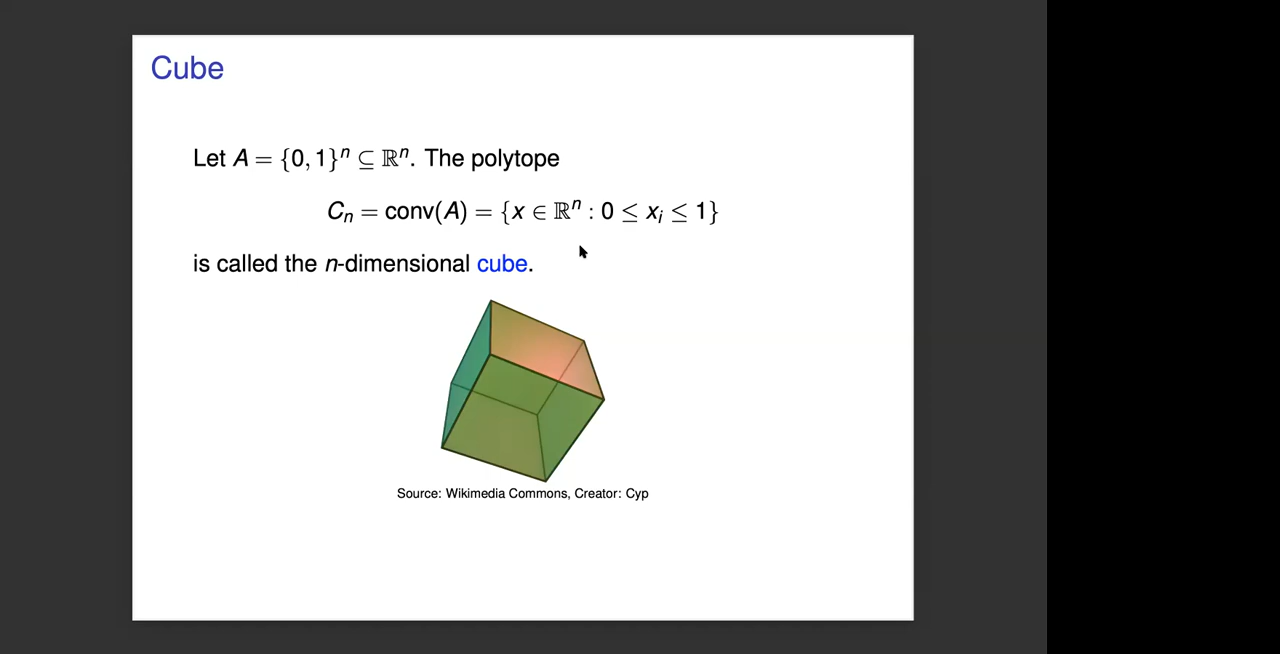 Cube
Let A = {0, 1}ⁿ ⊆ ℝⁿ. The polytope
Cₙ = conv(A) = {x ∈ ℝⁿ : 0 ≤ xᵢ ≤ 1}
is called the n-dimensional cube.
Source: Wikimedia Commons, Creator: Cyp